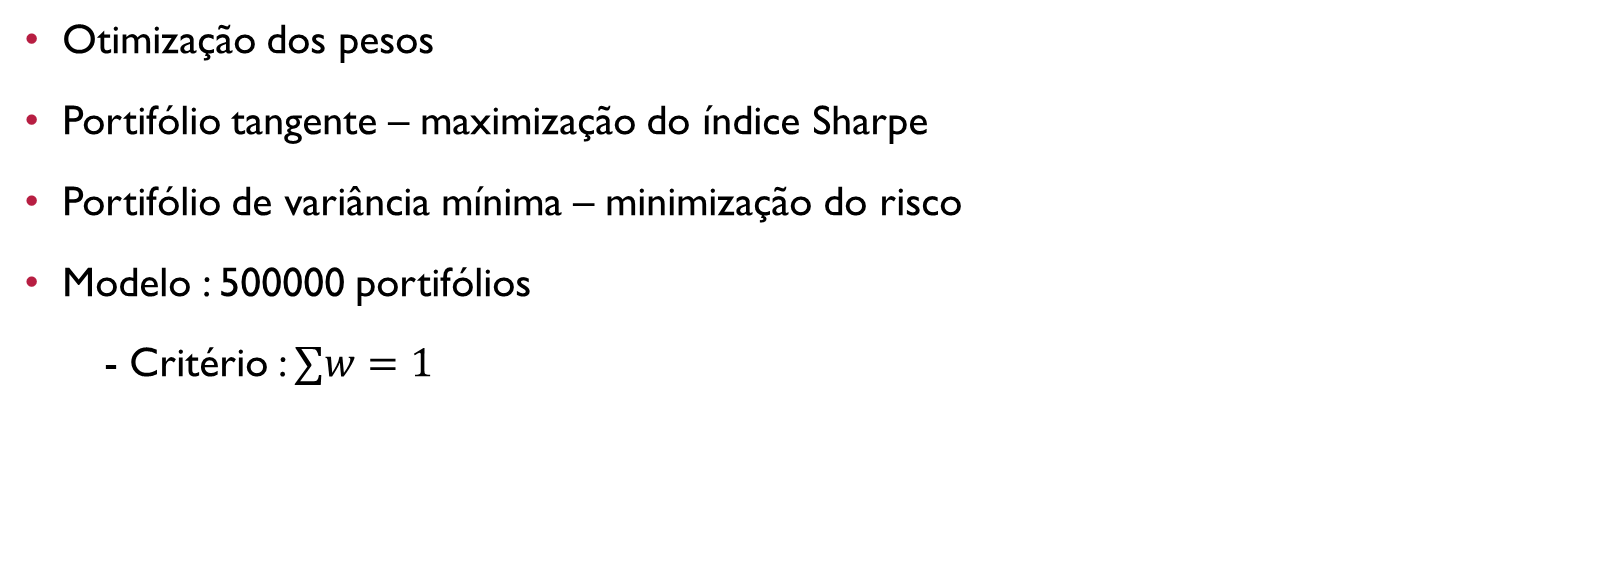 • Otimização dos pesos
• Portifólio tangente – maximização do índice Sharpe
• Portifólio de variância mínima – minimização do risco
• Modelo : 500000 portifólios
- Critério : ∑w = 1